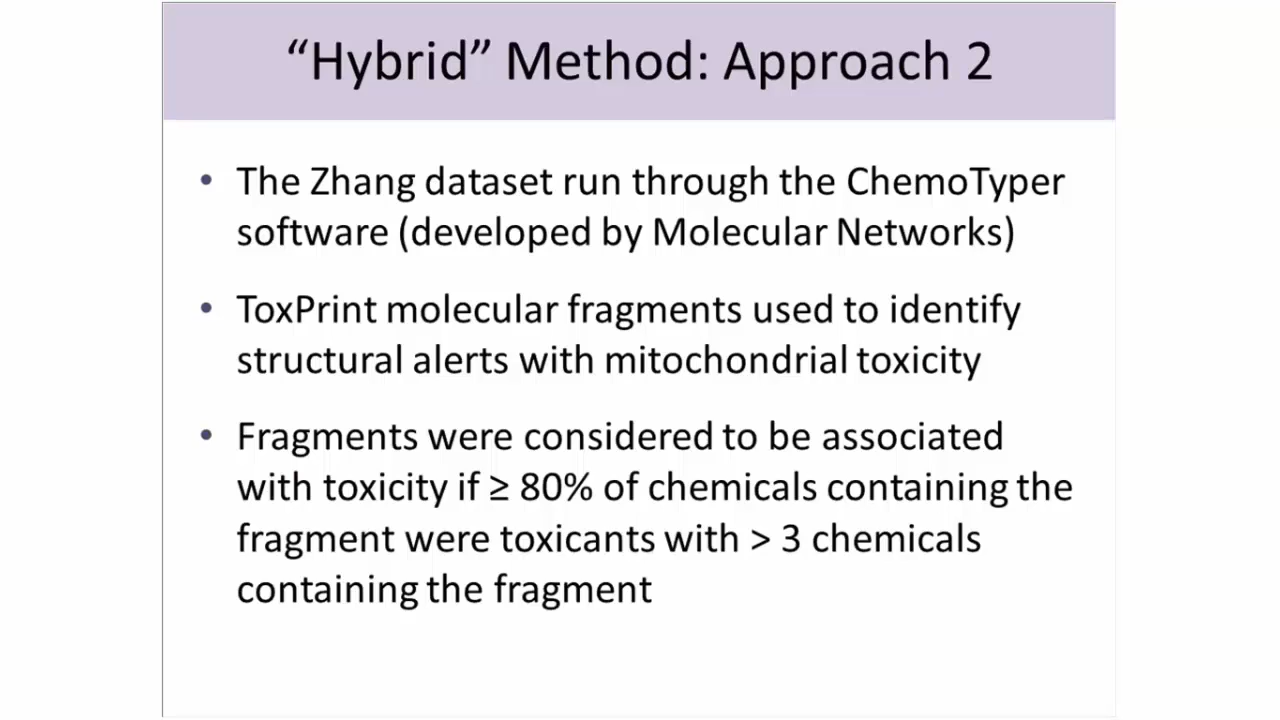 “Hybrid” Method: Approach 2
• The Zhang dataset run through the ChemoTyper
software (developed by Molecular Networks)
• ToxPrint molecular fragments used to identify
structural alerts with mitochondrial toxicity
• Fragments were considered to be associated
with toxicity if ≥ 80% of chemicals containing the
fragment were toxicants with > 3 chemicals
containing the fragment